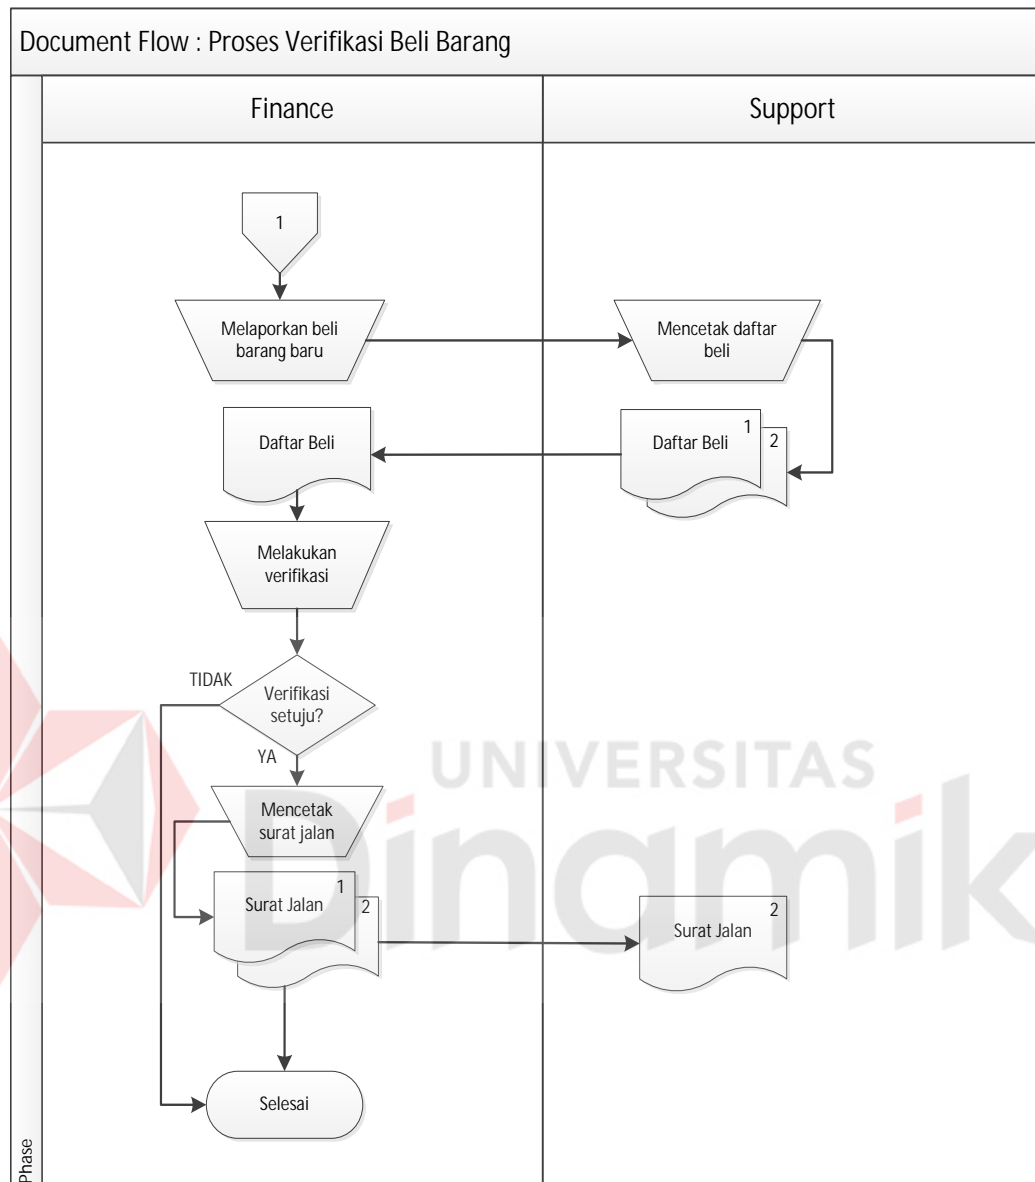 Document Flow : Proses Verifikasi Beli Barang
Finance
Support
1
Melaporkan beli
barang baru
Mencetak daftar
beli
Daftar Beli
Daftar Beli
1
2
Melakukan
verifikasi
TIDAK
Verifikasi
setuju?
YA
Mencetak
surat jalan
Surat Jalan
1
2
Surat Jalan
2
Selesai
Phase
UNIVERSITAS
Dinamik